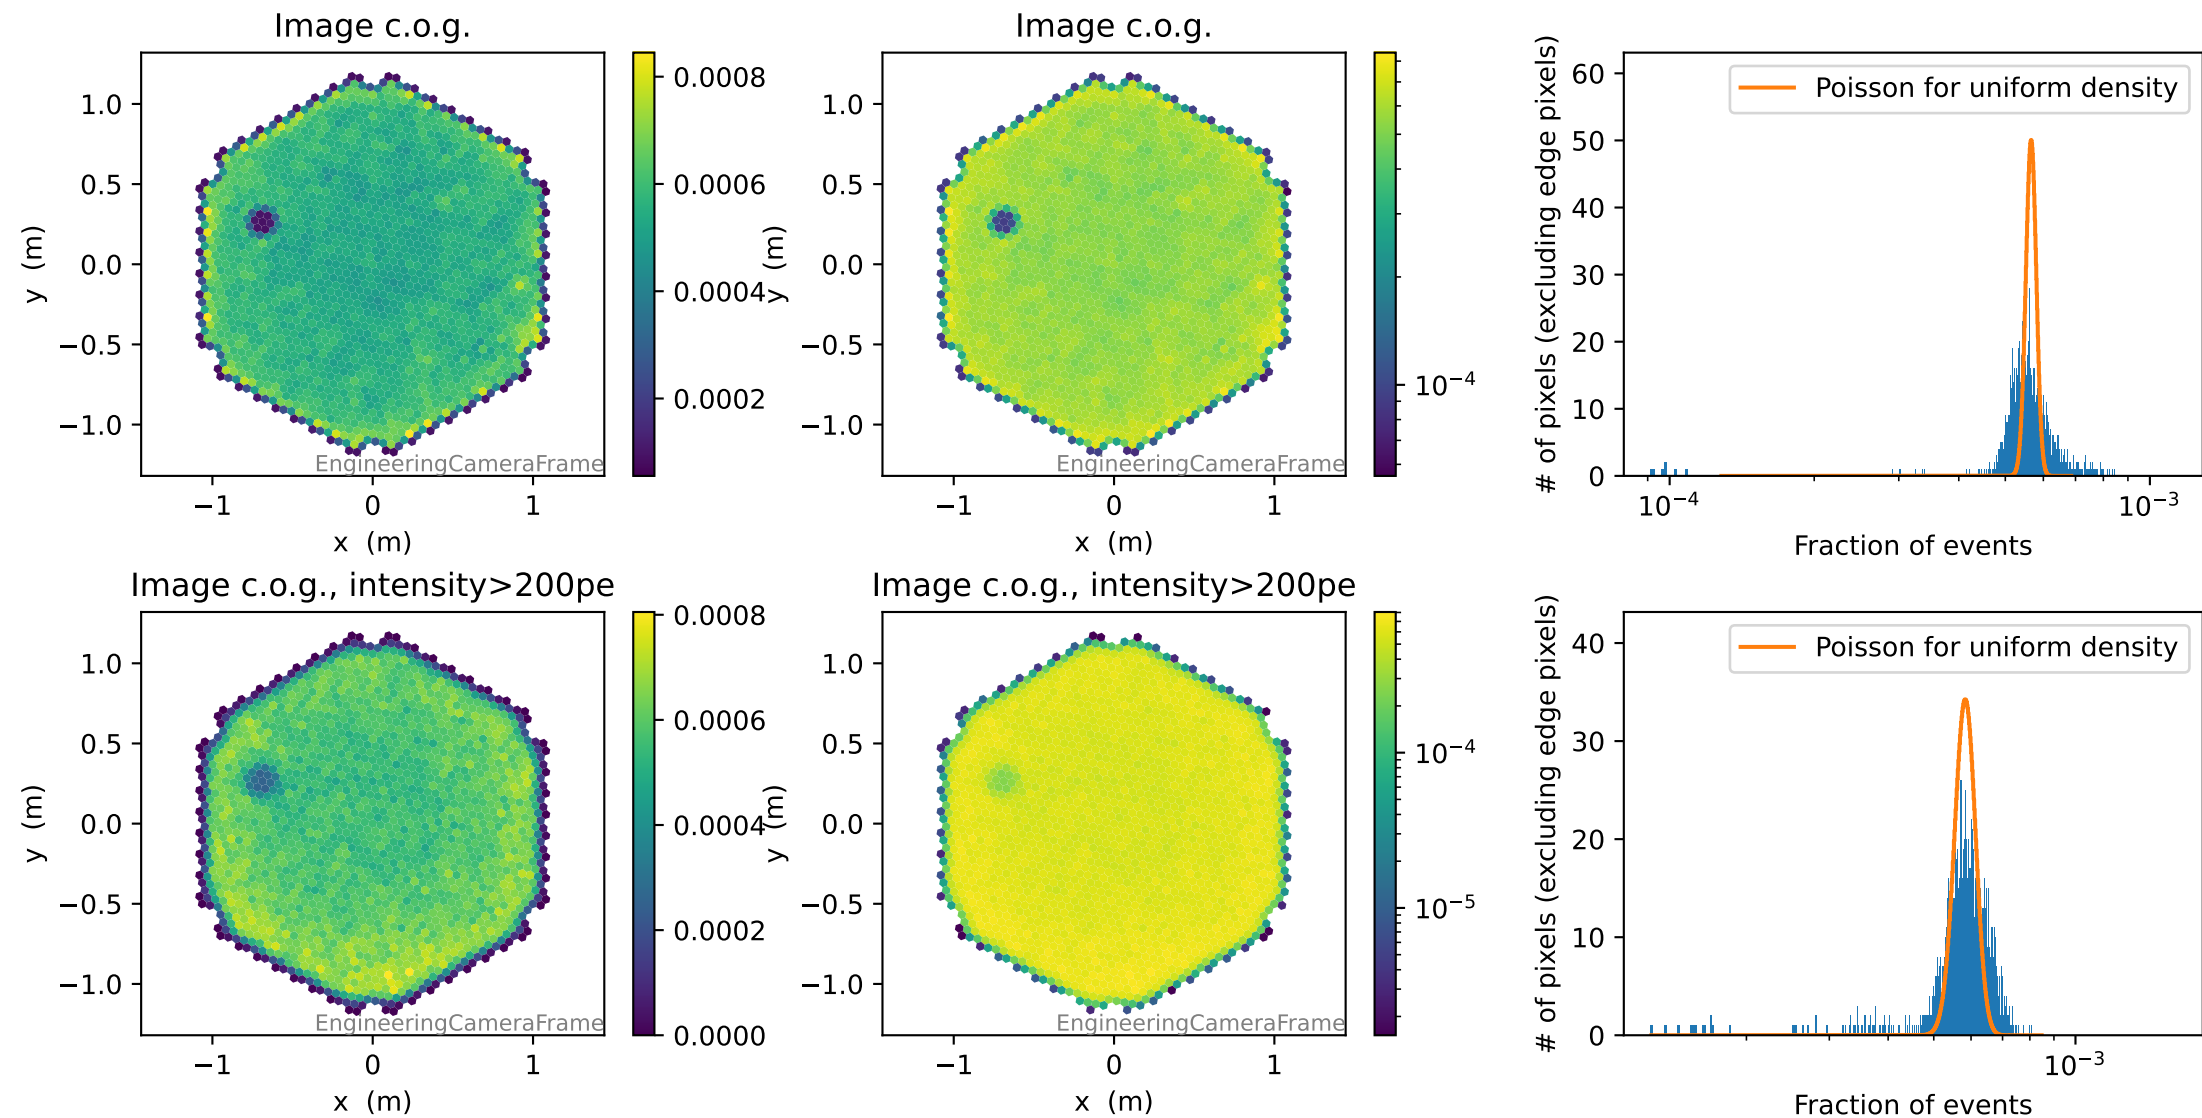 Image c.o.g.
1.0
0.5
0.0
−0.5
−1.0
y (m)
−1
0
1
x (m)
EngineeringCameraFrame
0.0008
0.0006
0.0004
0.0002
Image c.o.g.
1.0
0.5
0.0
−0.5
−1.0
y (m)
−1
0
1
x (m)
EngineeringCameraFrame
10⁻⁴
# of pixels (excluding edge pixels)
60
50
40
30
20
10
0
Poisson for uniform density
10⁻⁴
10⁻³
Fraction of events
Image c.o.g., intensity>200pe
1.0
0.5
0.0
−0.5
−1.0
y (m)
−1
0
1
x (m)
EngineeringCameraFrame
0.0008
0.0006
0.0004
0.0002
0.0000
Image c.o.g., intensity>200pe
1.0
0.5
0.0
−0.5
−1.0
y (m)
−1
0
1
x (m)
EngineeringCameraFrame
10⁻⁴
10⁻⁵
# of pixels (excluding edge pixels)
40
30
20
10
0
Poisson for uniform density
10⁻³
Fraction of events